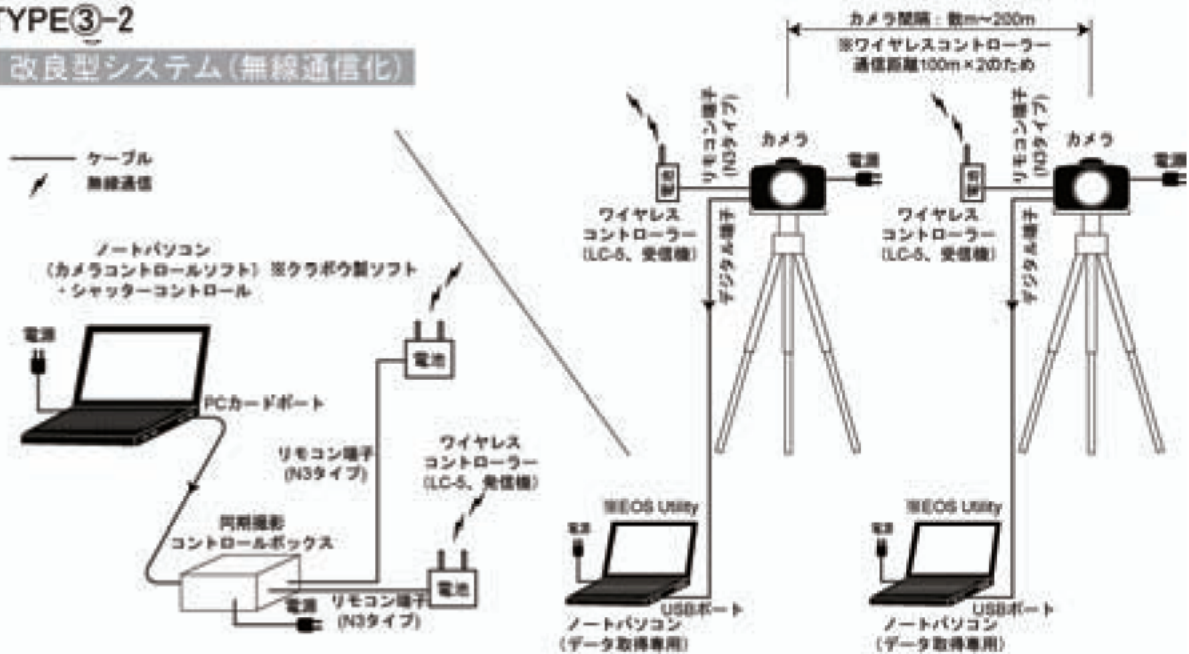 TYPE③-2
改良型システム(無線通信化)
ケーブル
無線通信
カメラ間隔：数m～200m
※ワイヤレスコントローラー
通信距離100m×2のため
ノートパソコン
(カメラコントロールソフト) ※クラボウ製ソフト
・シャッターコントロール
電源
PCカードポート
同期撮影
コントロールボックス
電源
リモコン端子
(N3タイプ)
リモコン端子
(N3タイプ)
電池
ワイヤレス
コントローラー
(LC-5、発信機)
電池
リモコン端子
(N3タイプ)
カメラ
電源
電池
ワイヤレス
コントローラー
(LC-5、受信機)
デジタル端子
※EOS Utility
電源
USBポート
ノートパソコン
(データ取得専用)
リモコン端子
(N3タイプ)
カメラ
電源
電池
ワイヤレス
コントローラー
(LC-5、受信機)
デジタル端子
※EOS Utility
電源
USBポート
ノートパソコン
(データ取得専用)